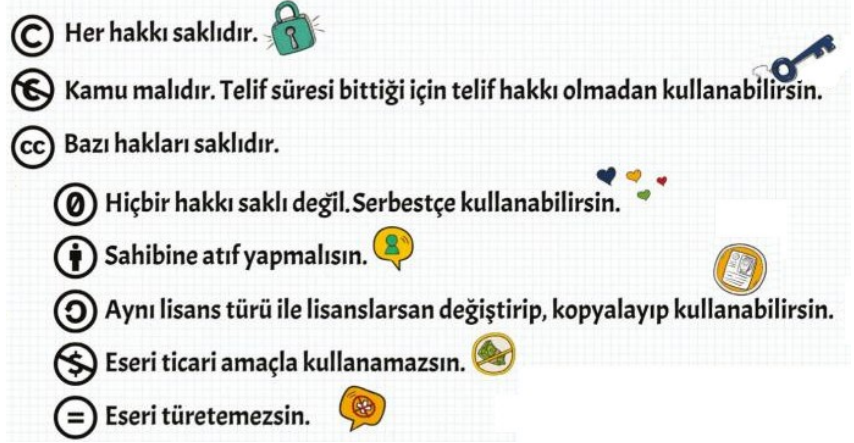 © Her hakkı saklıdır.
Kamu malıdır. Telif süresi bittiği için telif hakkı olmadan kullanabilirsin.
cc Bazı hakları saklıdır.
0 Hiçbir hakkı saklı değil.Serbestçe kullanabilirsin.
Sahibine atıf yapmalısın.
Aynı lisans türü ile lisanslarsan değiştirip, kopyalayıp kullanabilirsin.
$ Eseri ticari amaçla kullanamazsın.
= Eseri türetemezsin.